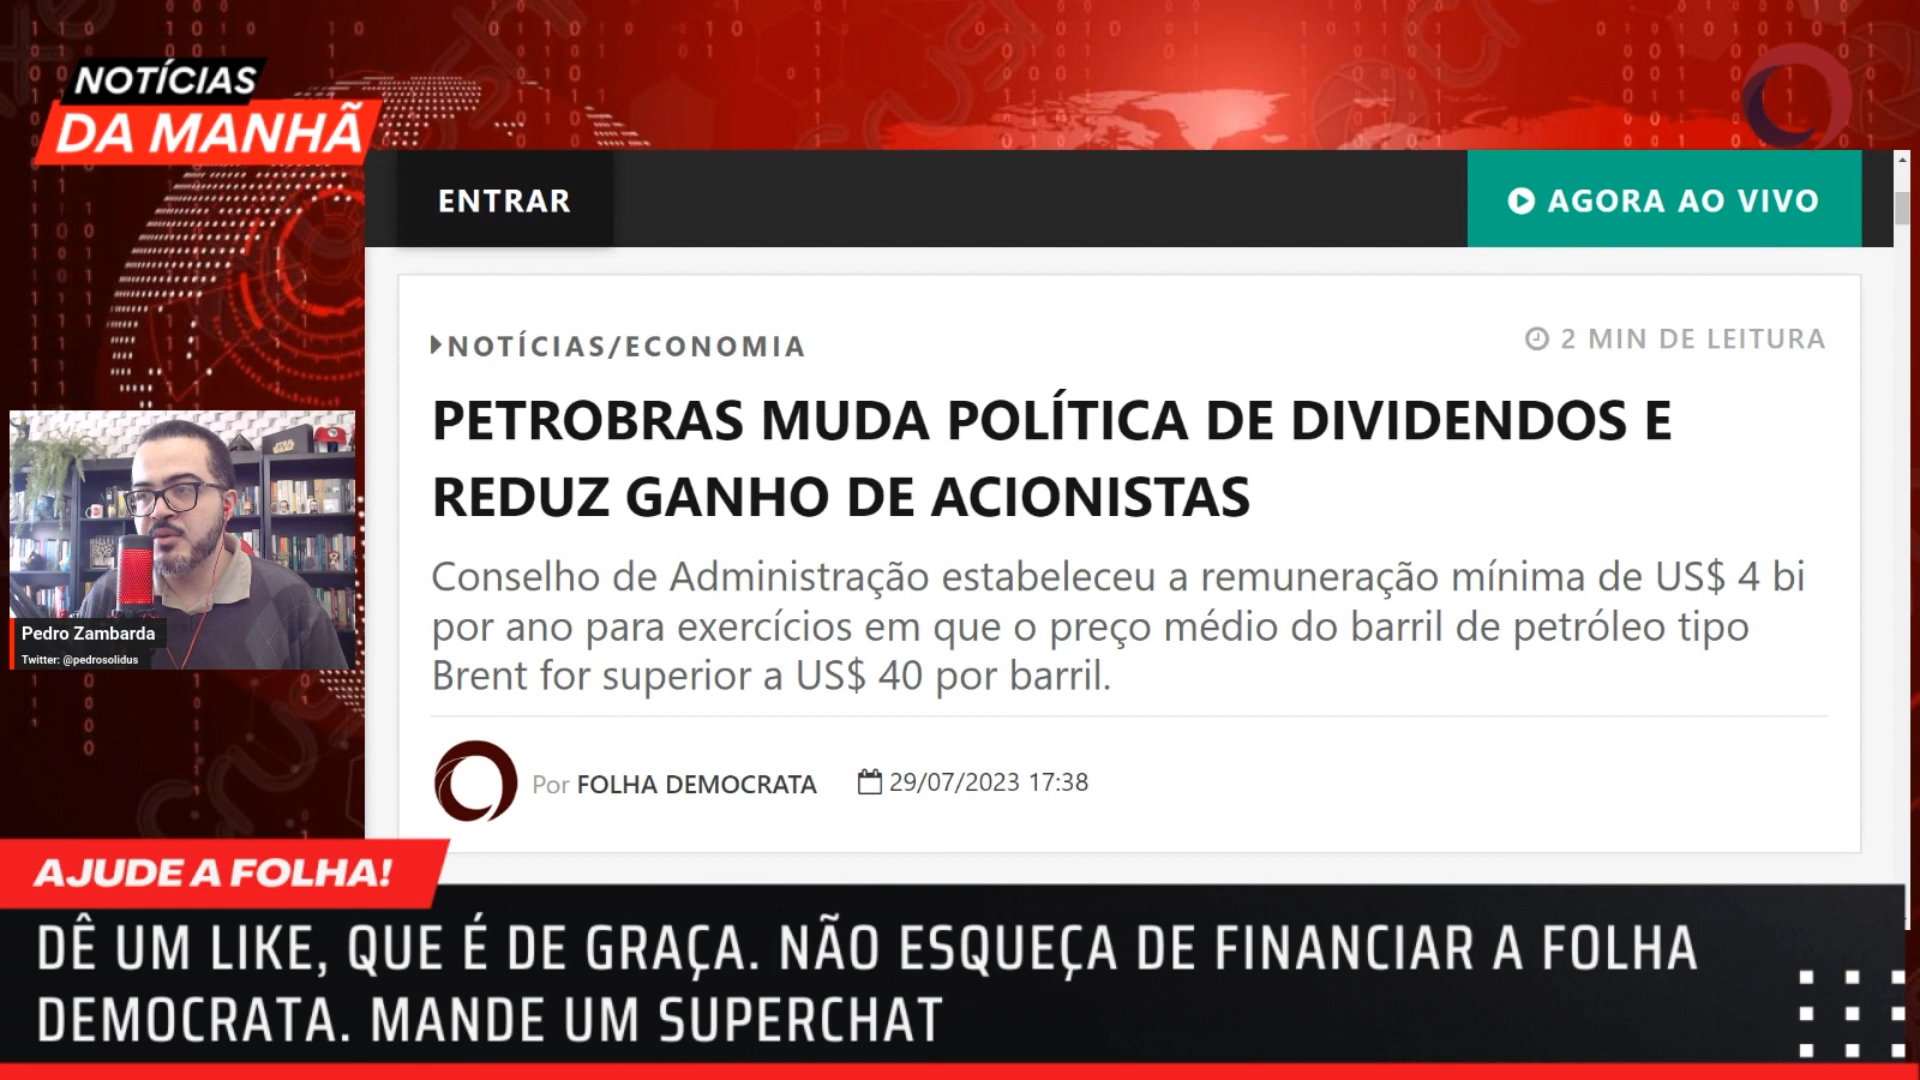 NOTÍCIAS
DA MANHÃ
ENTRAR
AGORA AO VIVO
NOTÍCIAS/ECONOMIA
2 MIN DE LEITURA
PETROBRAS MUDA POLÍTICA DE DIVIDENDOS E
REDUZ GANHO DE ACIONISTAS
Conselho de Administração estabeleceu a remuneração mínima de US$ 4 bi
por ano para exercícios em que o preço médio do barril de petróleo tipo
Brent for superior a US$ 40 por barril.
Por FOLHA DEMOCRATA
29/07/2023 17:38
STAR WARS
Pedro Zambarda
Twitter: @pedrosolidus
AJUDE A FOLHA!
DÊ UM LIKE, QUE É DE GRAÇA. NÃO ESQUEÇA DE FINANCIAR A FOLHA
DEMOCRATA. MANDE UM SUPERCHAT